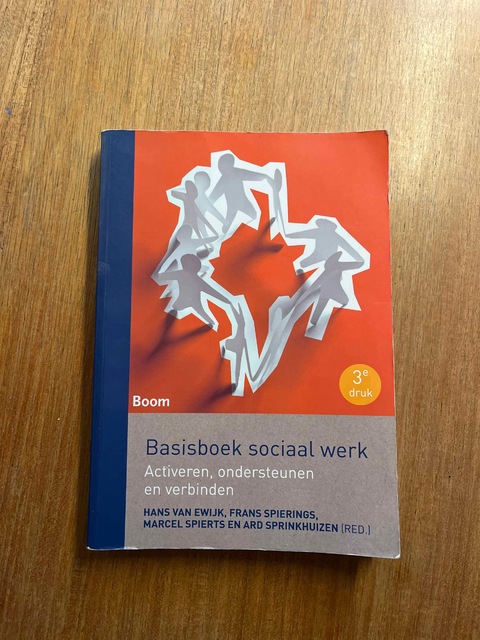 3e
druk
Boom
Basisboek sociaal werk
Activeren, ondersteunen
en verbinden
HANS VAN EWIJK, FRANS SPIERINGS,
MARCEL SPIERTS EN ARD SPRINKHUIZEN (RED.)